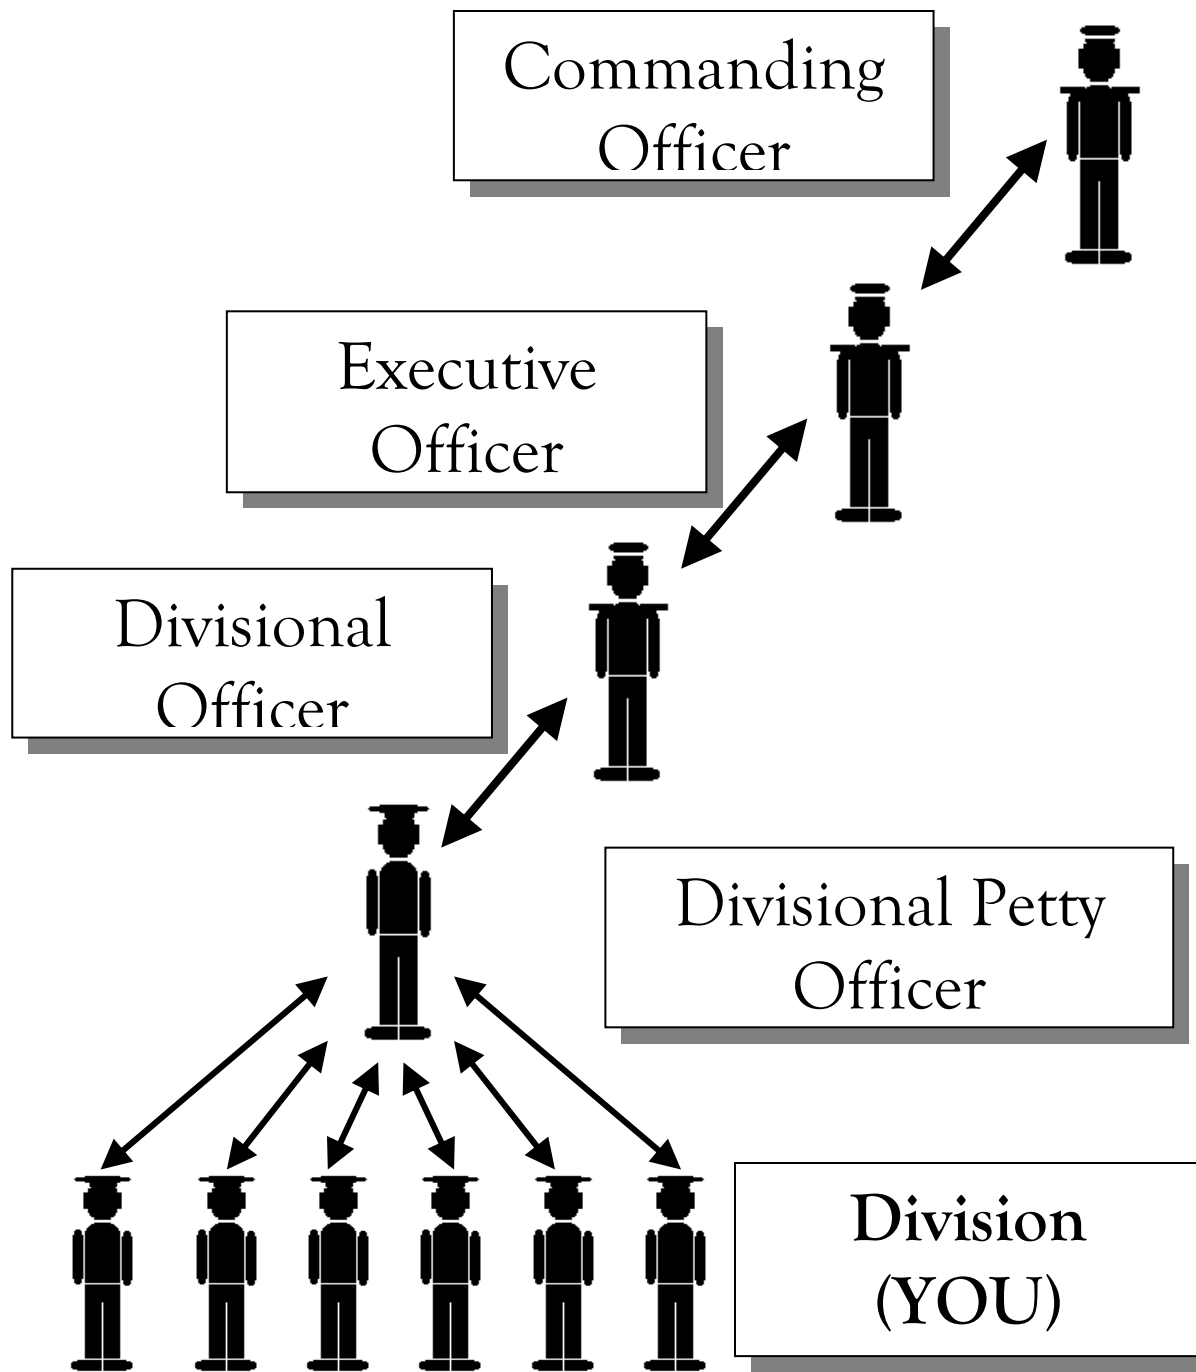 Commanding
Officer
Executive
Officer
Divisional
Officer
Divisional Petty
Officer
Division
(YOU)